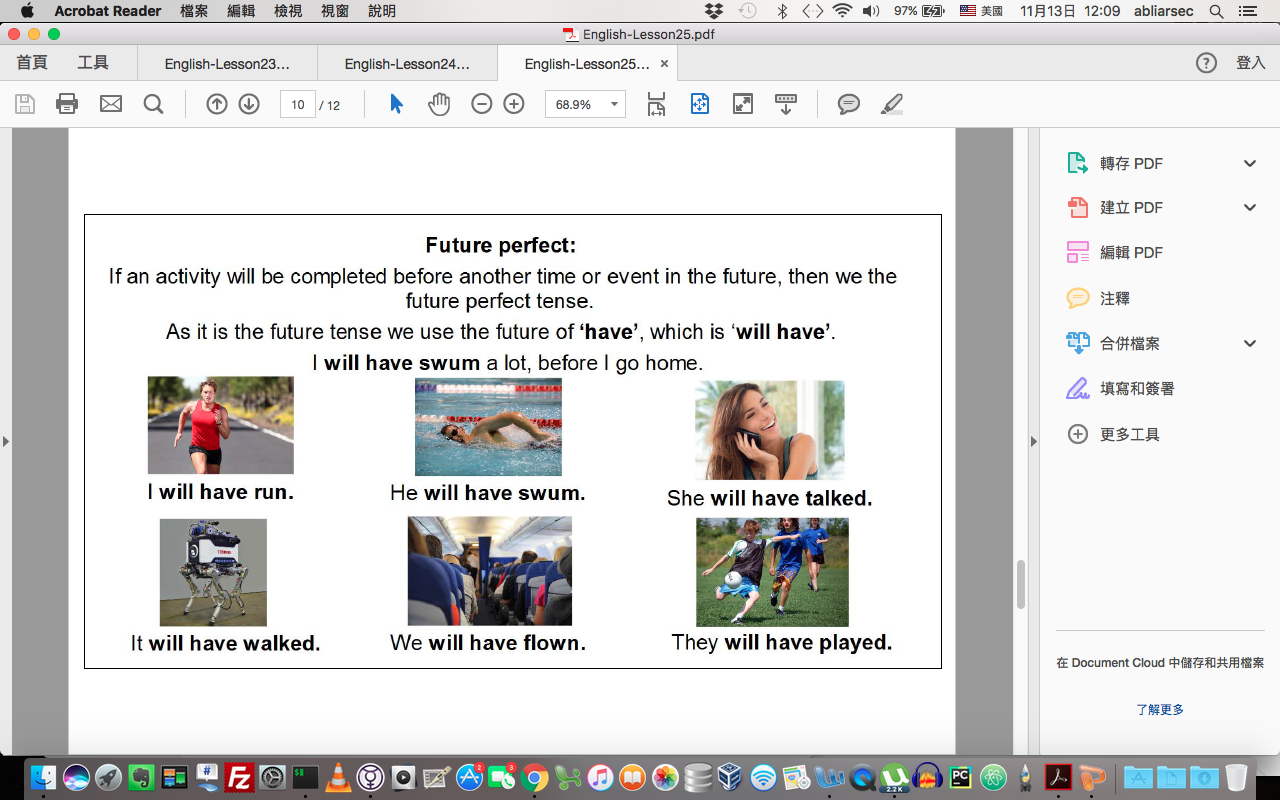 Acrobat Reader 檔案 編輯 檢視 視窗 說明 97% 美國 11月13日 12:09 abliarsec
English-Lesson25.pdf
首頁 工具 English-Lesson23... English-Lesson24... English-Lesson25... × ? 登入
10 / 12 68.9%
Future perfect:
If an activity will be completed before another time or event in the future, then we the
future perfect tense.
As it is the future tense we use the future of ‘have’, which is ‘will have’.
I will have swum a lot, before I go home.
I will have run.
He will have swum.
She will have talked.
TOSHIBA
It will have walked.
We will have flown.
They will have played.
轉存 PDF
建立 PDF
編輯 PDF
注釋
合併檔案
填寫和簽署
更多工具
在 Document Cloud 中儲存和共用檔案
了解更多
2
3
2.2 K
PC